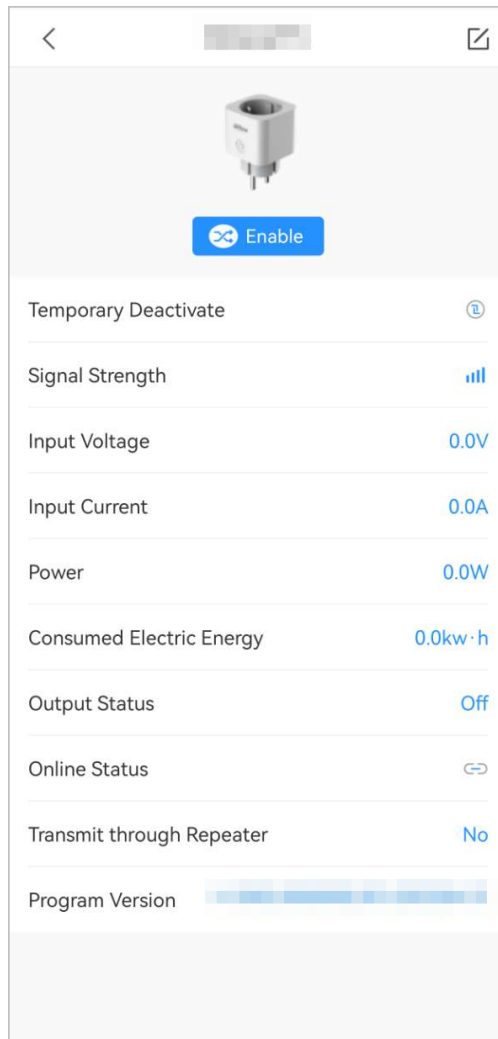 Enable
Temporary Deactivate
Signal Strength
Input Voltage 0.0V
Input Current 0.0A
Power 0.0W
Consumed Electric Energy 0.0kw·h
Output Status Off
Online Status
Transmit through Repeater No
Program Version